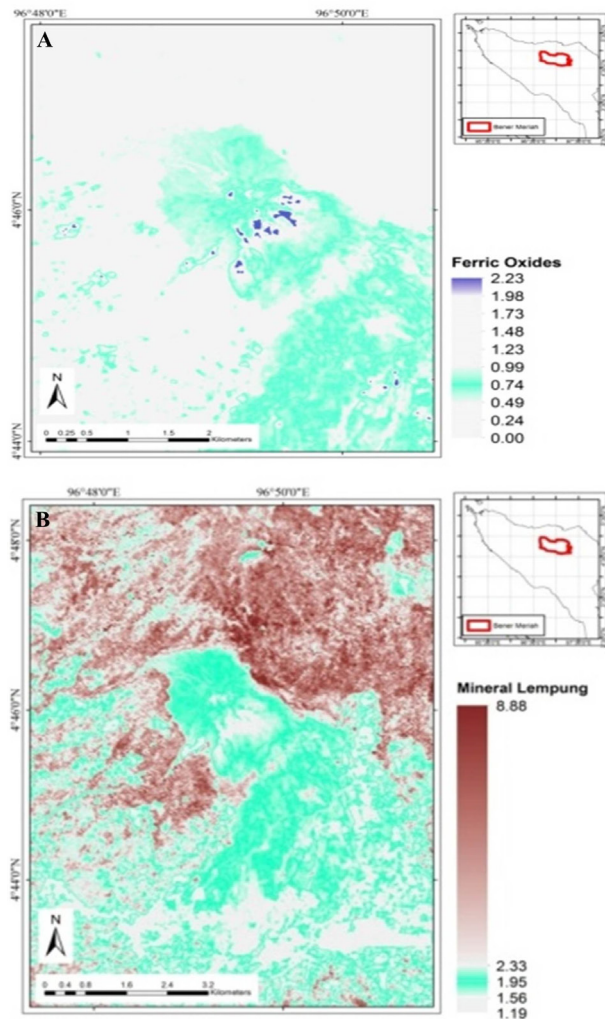 96°48'0"E 96°50'0"E
A
4°46'0"N
4°44'0"N
N
0 0.25 0.5 1 1.5 2
Kilometers
Bener Meriah
Ferric Oxides
2.23
1.98
1.73
1.48
1.23
0.99
0.74
0.49
0.24
0.00
96°48'0"E 96°50'0"E
B
4°48'0"N
4°46'0"N
4°44'0"N
N
0 0.4 0.8 1.6 2.4 3.2
Kilometers
Bener Meriah
Mineral Lempung
8.88
2.33
1.95
1.56
1.19